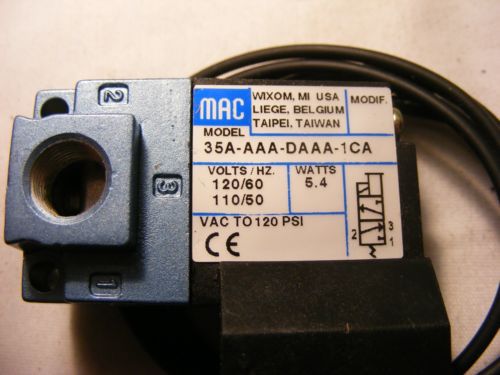 MAC
WIXOM, MI USA
LIEGE, BELGIUM
TAIPEI, TAIWAN
MODIF.
MODEL
35A-AAA-DAAA-1CA
VOLTS / HZ.
WATTS
120/60
5.4
110/50
VAC TO 120 PSI
CE
2
3
1
2
3
1